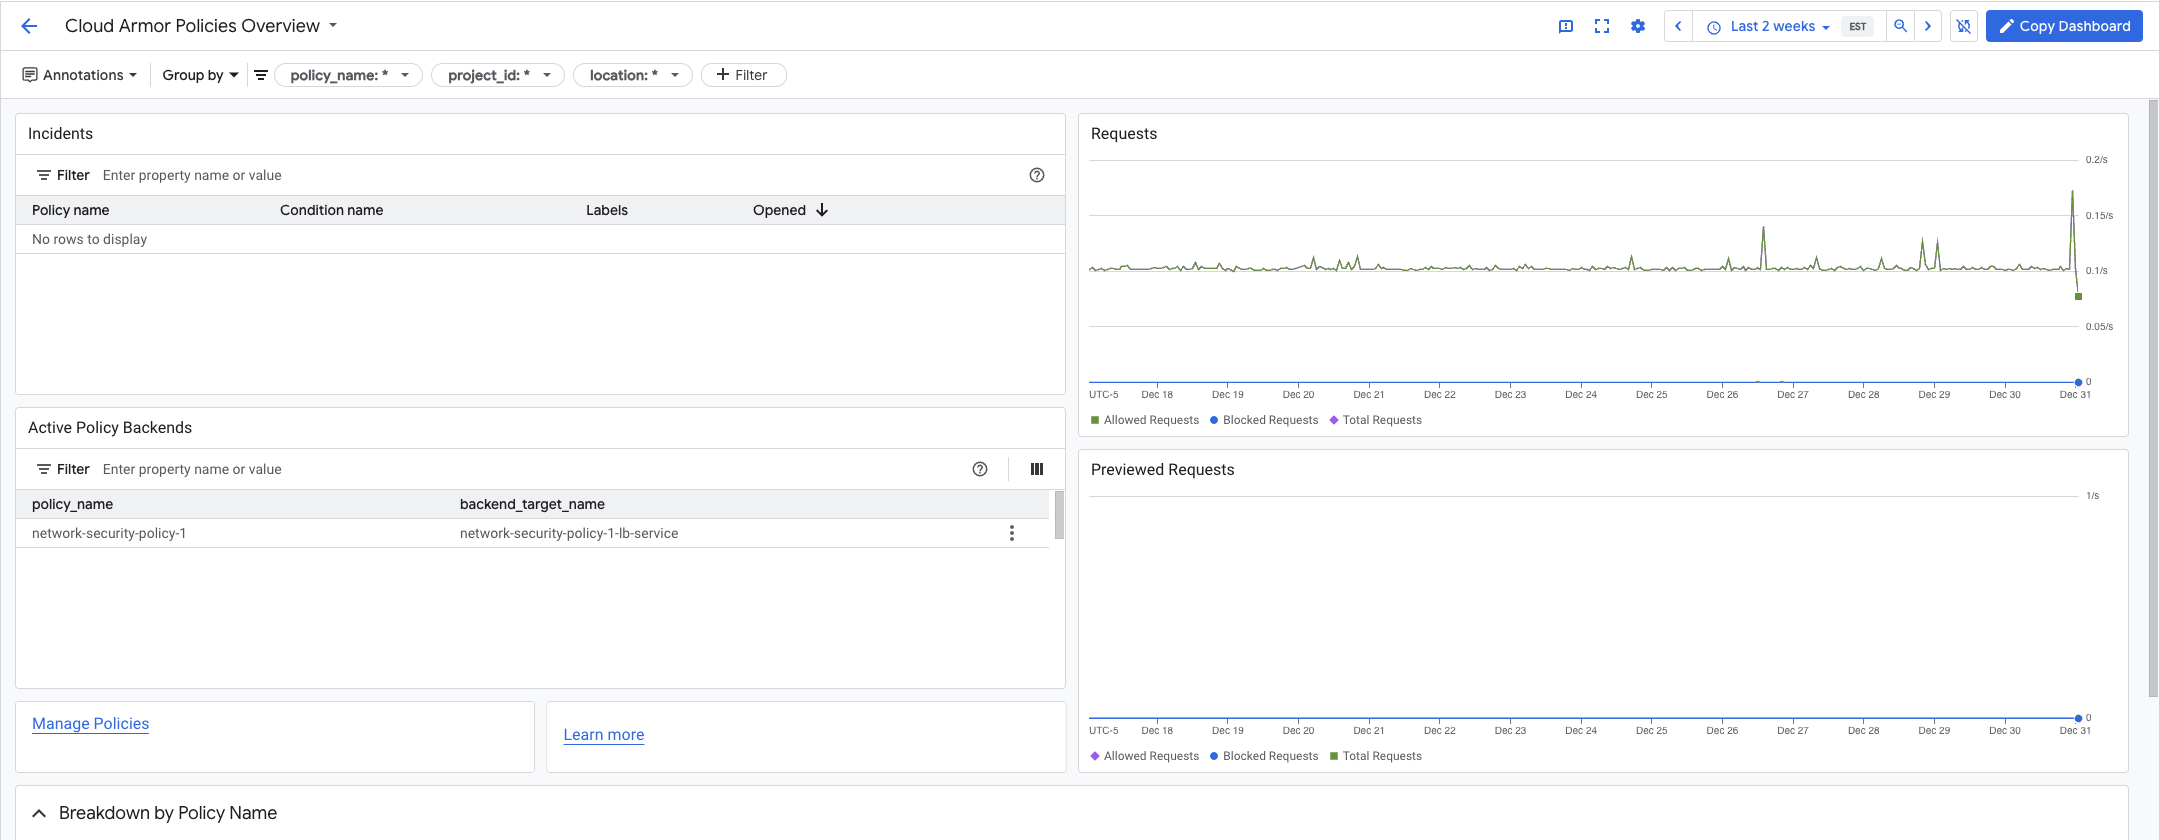 Cloud Armor Policies Overview
Last 2 weeks EST Copy Dashboard
Annotations Group by policy_name: * project_id: * location: * Filter
Incidents
Filter Enter property name or value
Policy name Condition name Labels Opened
No rows to display
Active Policy Backends
Filter Enter property name or value
policy_name backend_target_name
network-security-policy-1 network-security-policy-1-lb-service
Manage Policies
Learn more
Requests
0.2/s
0.15/s
0.1/s
0.05/s
0
UTC-5 Dec 18 Dec 19 Dec 20 Dec 21 Dec 22 Dec 23 Dec 24 Dec 25 Dec 26 Dec 27 Dec 28 Dec 29 Dec 30 Dec 31
Allowed Requests Blocked Requests Total Requests
Previewed Requests
1/s
0
UTC-5 Dec 18 Dec 19 Dec 20 Dec 21 Dec 22 Dec 23 Dec 24 Dec 25 Dec 26 Dec 27 Dec 28 Dec 29 Dec 30 Dec 31
Allowed Requests Blocked Requests Total Requests
Breakdown by Policy Name